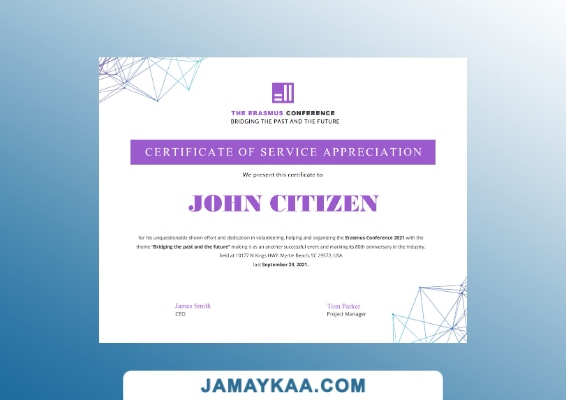 THE ERASMUS CONFERENCE
BRIDGING THE PAST AND THE FUTURE
CERTIFICATE OF SERVICE APPRECIATION
We present this certificate to
JOHN CITIZEN
for his unquestionable shown effort and dedication in volunteering, helping and organizing the Erasmus Conference 2021 with the
theme "Bridging the past and the future" making it as an another successful event and marking its 80th anniversary in the industry,
held at 10177 N Kings HWY, Myrtle Beach, SC 29572, USA
last September 24, 2021.
James Smith
CEO
Tom Parker
Project Manager
JAMAYKAA.COM